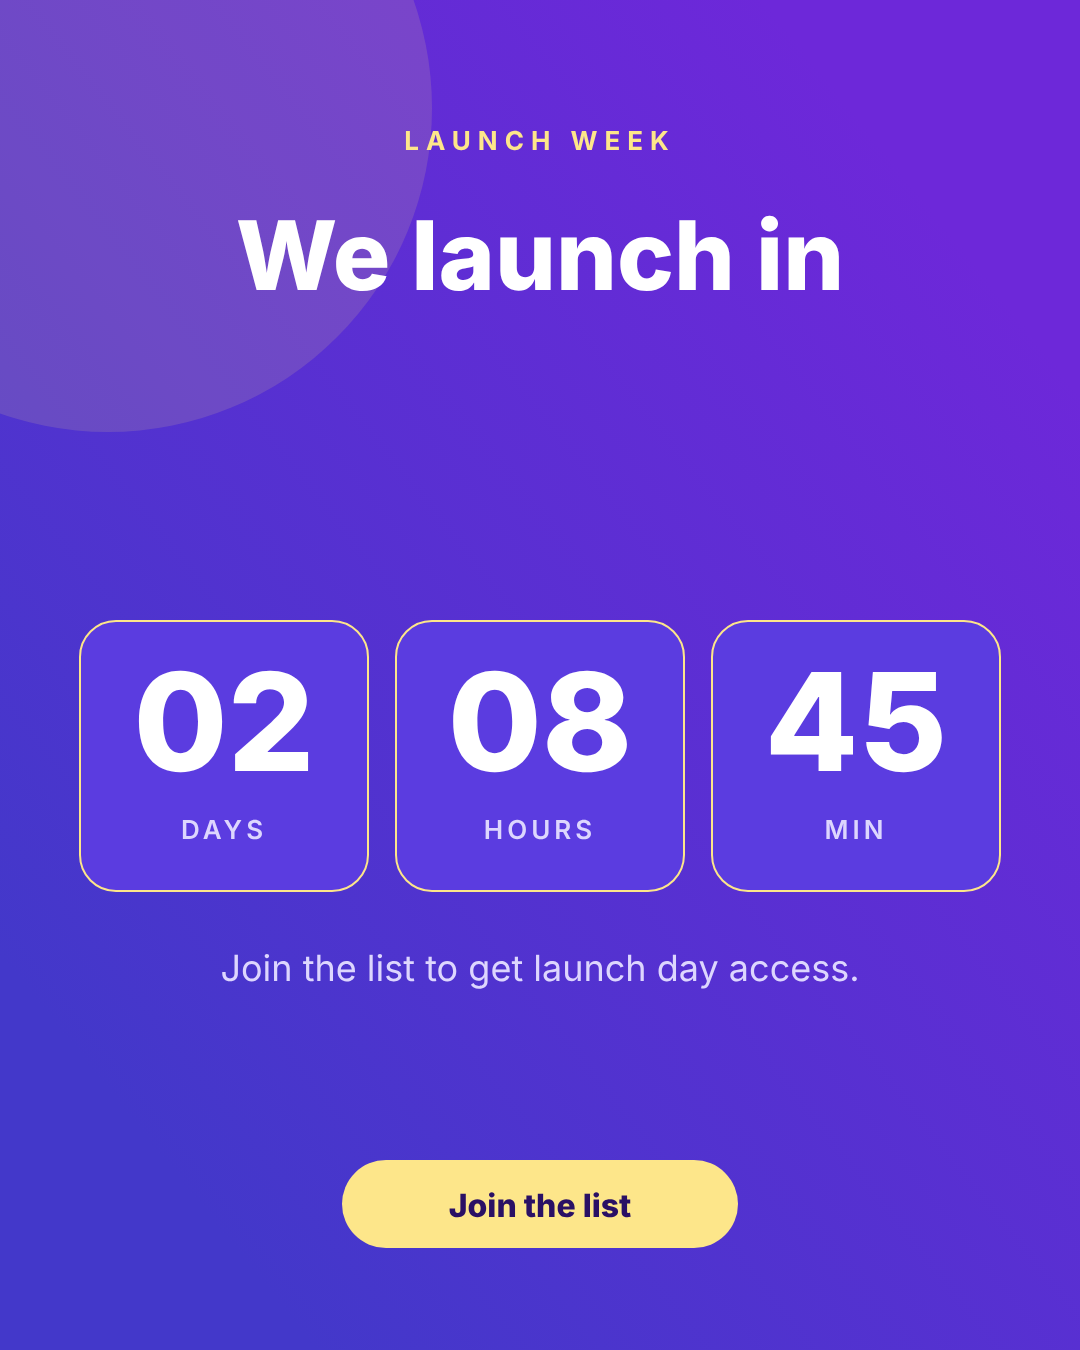 LAUNCH WEEK
We launch in
02 08 45
DAYS HOURS MIN
Join the list to get launch day access.
Join the list